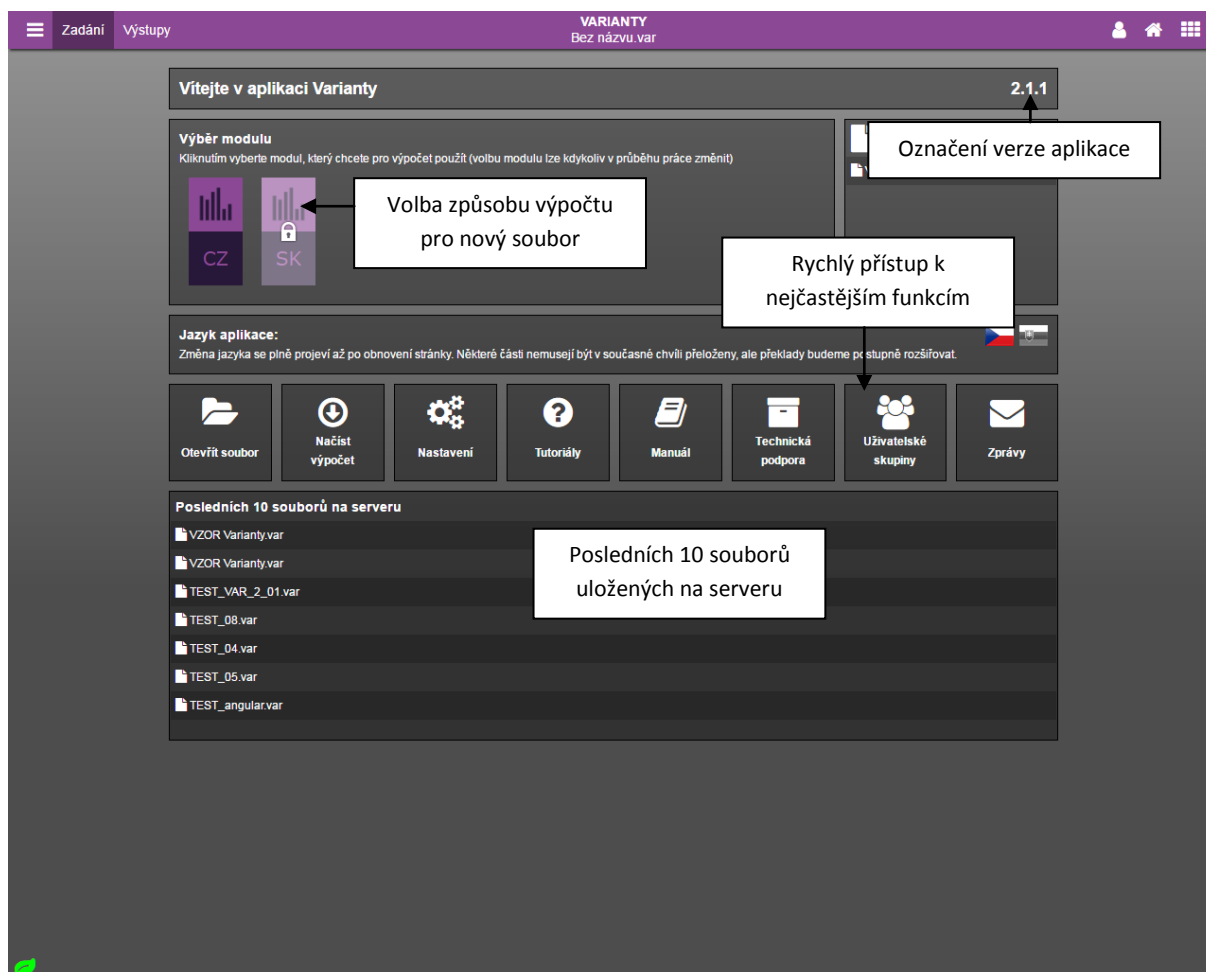 Zadání Výstupy
VARIANTY
Bez názvu.var
Vítejte v aplikaci Varianty 2.1.1
Označení verze aplikace
Výběr modulu
Kliknutím vyberte modul, který chcete pro výpočet použít (volbu modulu lze kdykoliv v průběhu práce změnit)
CZ SK
Volba způsobu výpočtu
pro nový soubor
Rychlý přístup k
nejčastějším funkcím
Jazyk aplikace:
Změna jazyka se plně projeví až po obnovení stránky. Některé části nemusejí být v současné chvíli přeloženy, ale překlady budeme postupně rozšiřovat.
Otevřít soubor
Načíst
výpočet
Nastavení
Tutoriály
Manuál
Technická
podpora
Uživatelské
skupiny
Zprávy
Posledních 10 souborů na serveru
VZOR Varianty.var
VZOR Varianty.var
TEST_VAR_2_01.var
TEST_08.var
TEST_04.var
TEST_05.var
TEST_angular.var
Posledních 10 souborů
uložených na serveru